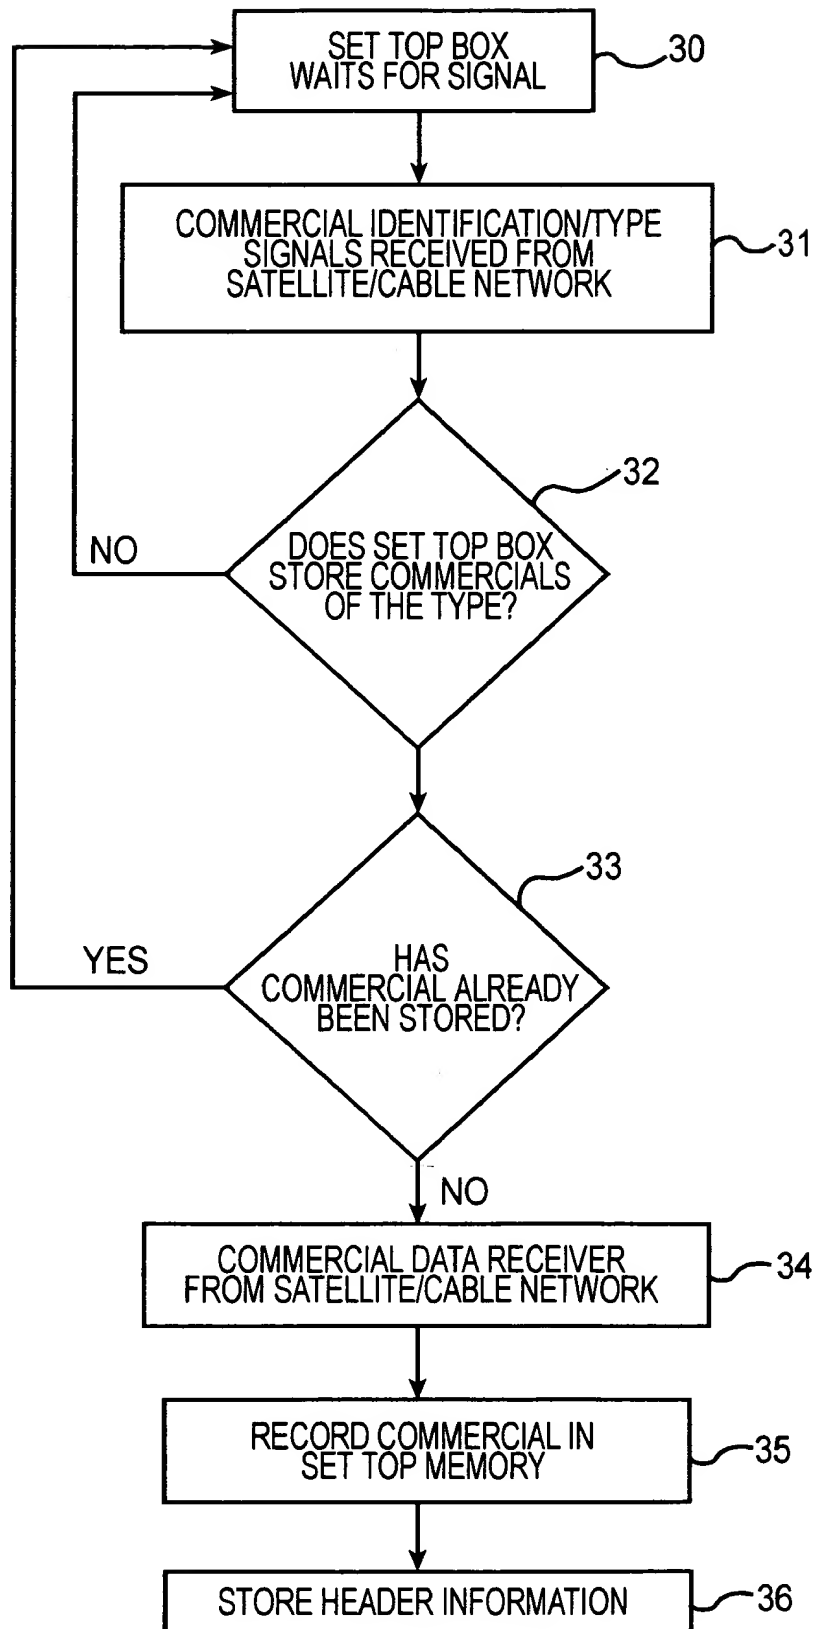 SET TOP BOX
WAITS FOR SIGNAL
30
COMMERCIAL IDENTIFICATION/TYPE
SIGNALS RECEIVED FROM
SATELLITE/CABLE NETWORK
31
32
DOES SET TOP BOX
STORE COMMERCIALS
OF THE TYPE?
NO
33
HAS
COMMERCIAL ALREADY
BEEN STORED?
YES
NO
COMMERCIAL DATA RECEIVER
FROM SATELLITE/CABLE NETWORK
34
RECORD COMMERCIAL IN
SET TOP MEMORY
35
STORE HEADER INFORMATION
36